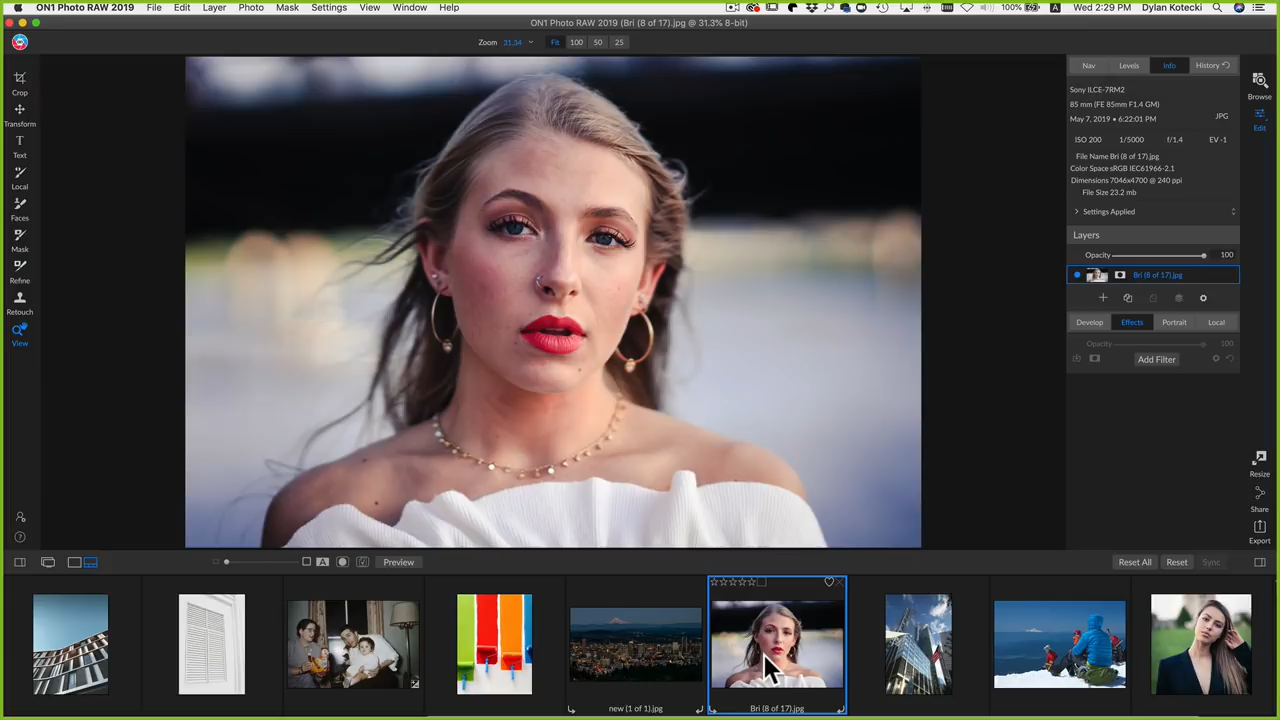 ON1 Photo RAW 2019 File Edit Layer Photo Mask Settings View Window Help 100% A Wed 2:29 PM Dylan Kotecki
ON1 Photo RAW 2019 (Bri (8 of 17).jpg @ 31.3% 8-bit)
Zoom 31.34 Fit 100 50 25
Nav Levels Info History
Crop
Transform
Text
Local
Faces
Mask
Refine
Retouch
View
Sony ILCE-7RM2
85 mm (FE 85mm F1.4 GM)
May 7, 2019 • 6:22:01 PM JPG
ISO 200 1/5000 f/1.4 EV -1
File Name Bri (8 of 17).jpg
Color Space sRGB IEC61966-2.1
Dimensions 7046x4700 @ 240 ppi
File Size 23.2 mb
Settings Applied
Layers
Opacity 100
Bri (8 of 17).jpg
Develop Effects Portrait Local
Opacity 100
Add Filter
Browse
Edit
Resize
Share
Export
A Preview Reset All Reset Sync
new (1 of 1).jpg Bri (8 of 17).jpg